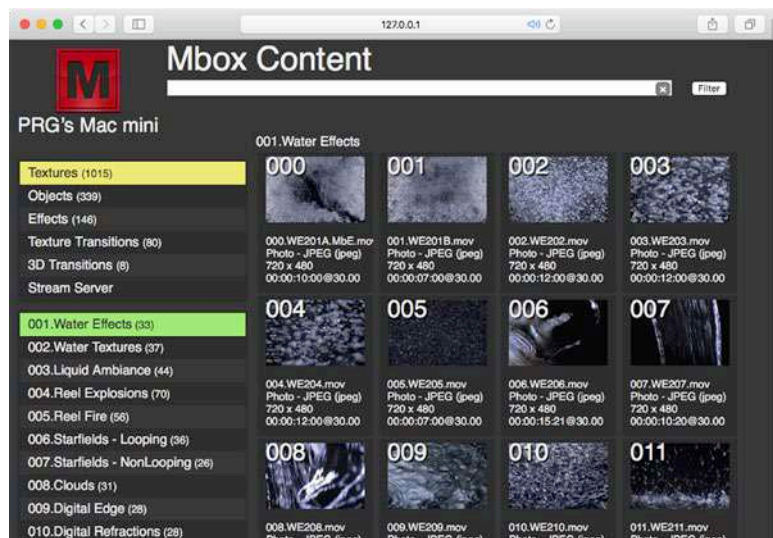 127.0.0.1
M
Mbox Content
Filter
PRG's Mac mini
Textures (1015)
Objects (339)
Effects (146)
Texture Transitions (80)
3D Transitions (8)
Stream Server
001.Water Effects (33)
002.Water Textures (37)
003.Liquid Ambiance (44)
004.Reel Explosions (70)
005.Reel Fire (56)
006.Starfields - Looping (36)
007.Starfields - NonLooping (26)
008.Clouds (31)
009.Digital Edge (28)
010.Digital Refractions (28)
001.Water Effects
000
000.WE201A.MbE.mov
Photo - JPEG (jpeg)
720 x 480
00:00:10:00@30.00
001
001.WE201B.mov
Photo - JPEG (jpeg)
720 x 480
00:00:07:00@30.00
002
002.WE202.mov
Photo - JPEG (jpeg)
720 x 480
00:00:12:00@30.00
003
003.WE203.mov
Photo - JPEG (jpeg)
720 x 480
00:00:12:00@30.00
004
004.WE204.mov
Photo - JPEG (jpeg)
720 x 480
00:00:12:00@30.00
005
005.WE205.mov
Photo - JPEG (jpeg)
720 x 480
00:00:07:00@30.00
006
006.WE206.mov
Photo - JPEG (jpeg)
720 x 480
00:00:15:21@30.00
007
007.WE207.mov
Photo - JPEG (jpeg)
720 x 480
00:00:10:20@30.00
008
008.WE208.mov
009
009.WE209.mov
010
010.WE210.mov
011
011.WE211.mov